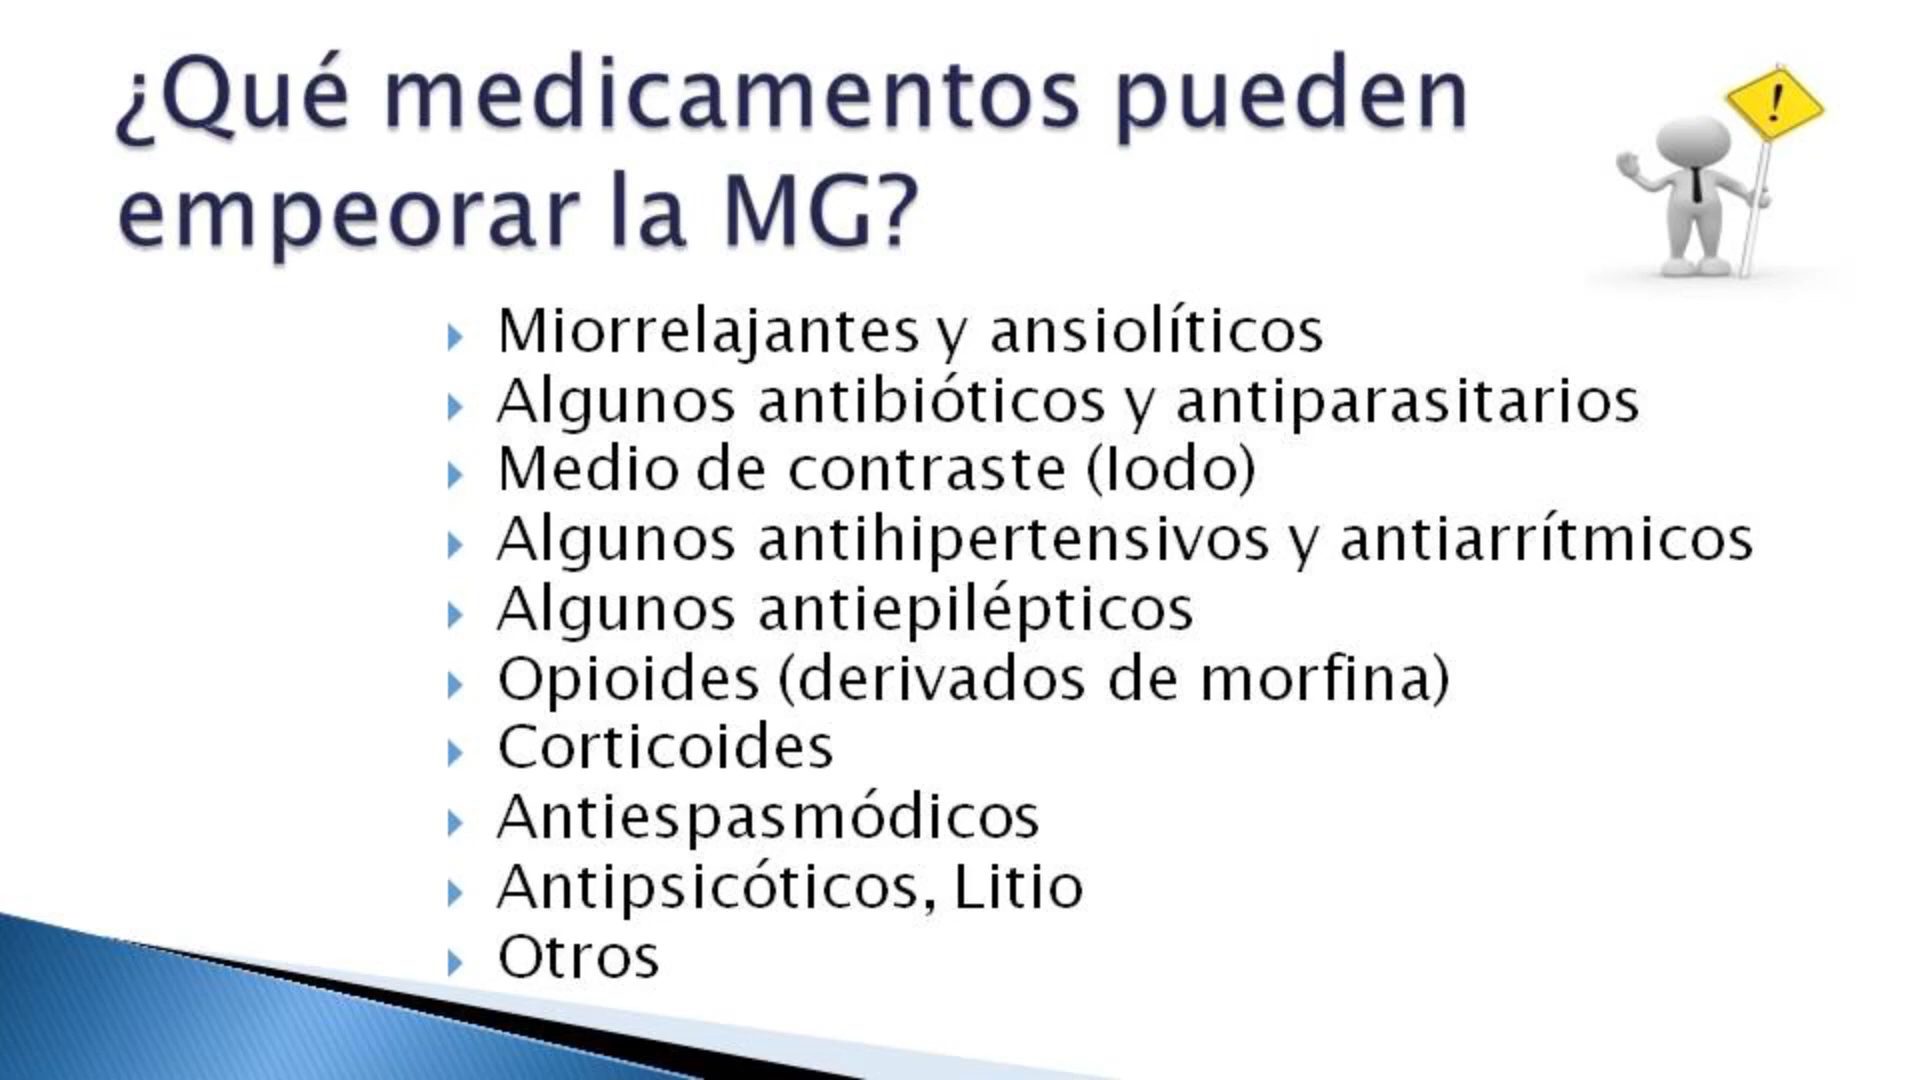 ¿Qué medicamentos pueden
empeorar la MG?
!
Miorrelajantes y ansiolíticos
Algunos antibióticos y antiparasitarios
Medio de contraste (Iodo)
Algunos antihipertensivos y antiarrítmicos
Algunos antiepilépticos
Opioides (derivados de morfina)
Corticoides
Antiespasmódicos
Antipsicóticos, Litio
Otros